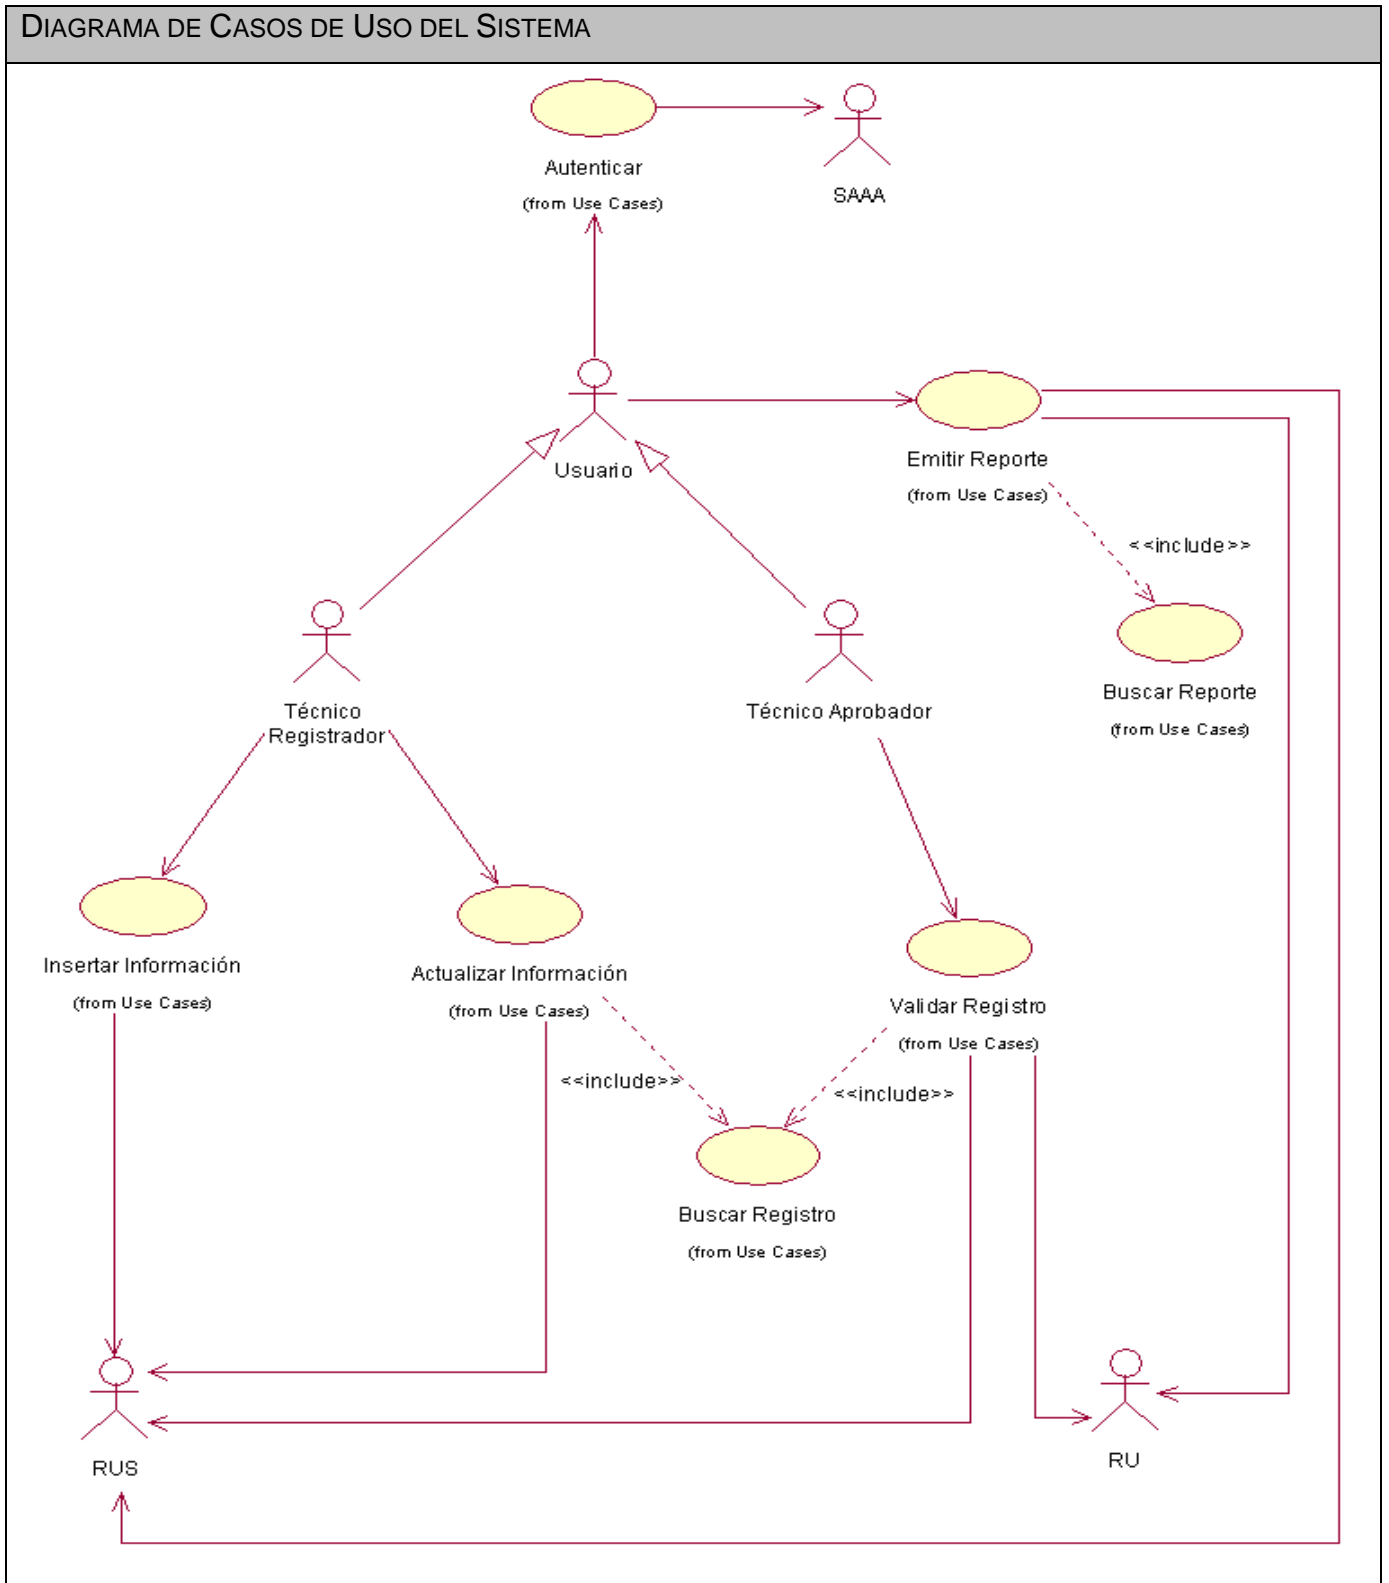 DIAGRAMA DE CASOS DE USO DEL SISTEMA
Autenticar
(from Use Cases)
SAAA
Usuario
Emitir Reporte
(from Use Cases)
<<include>>
Buscar Reporte
(from Use Cases)
Técnico
Registrador
Técnico Aprobador
Insertar Información
(from Use Cases)
Actualizar Información
(from Use Cases)
Validar Registro
(from Use Cases)
<<include>>
<<include>>
Buscar Registro
(from Use Cases)
RUS
RU